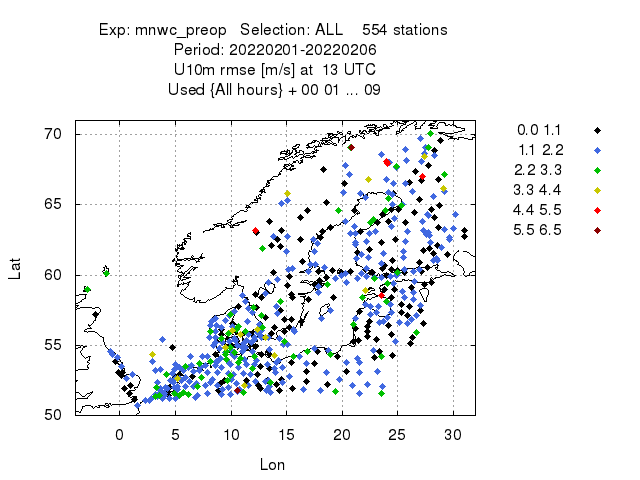 Exp: mnwc_preop   Selection: ALL    554 stations
Period: 20220201-20220206
U10m rmse [m/s] at  13 UTC
Used {All hours} + 00 01 ... 09
0.0 1.1
1.1 2.2
2.2 3.3
3.3 4.4
4.4 5.5
5.5 6.5
70
65
60
55
50
Lat
0 5 10 15 20 25 30
Lon